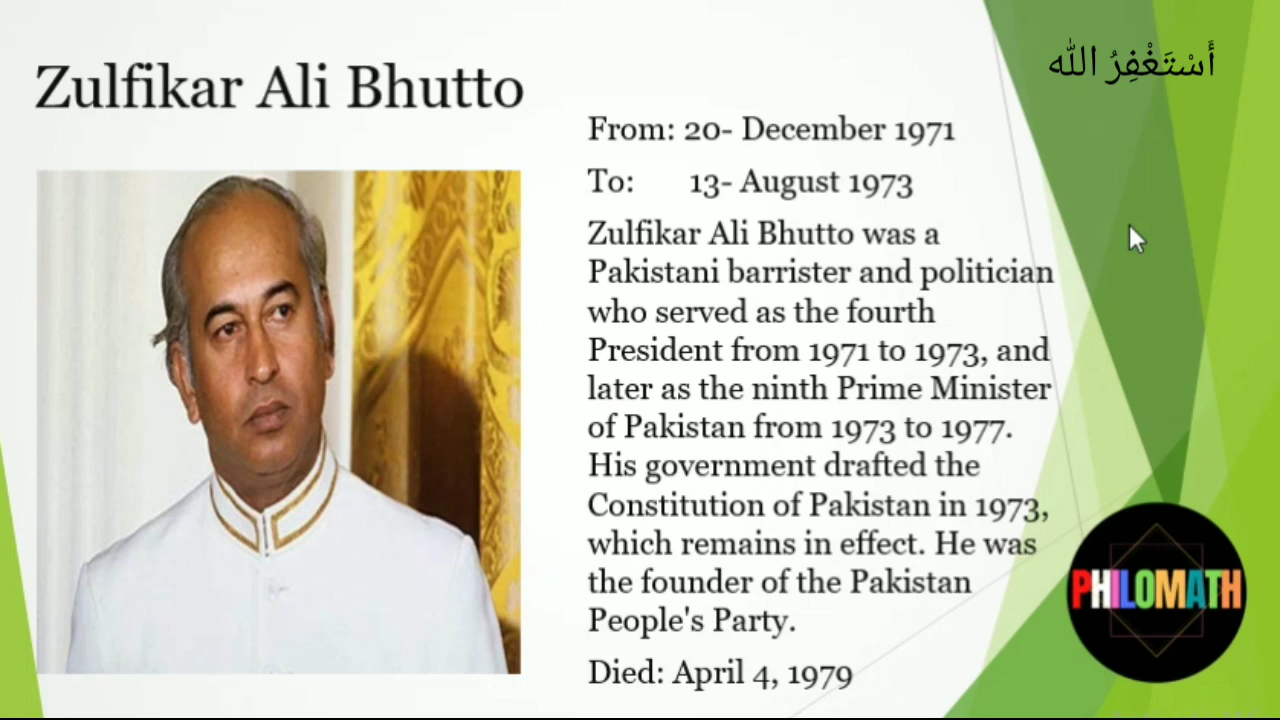 Zulfikar Ali Bhutto
أَسْتَغْفِرُ الله
From: 20- December 1971
To: 13- August 1973
Zulfikar Ali Bhutto was a
Pakistani barrister and politician
who served as the fourth
President from 1971 to 1973, and
later as the ninth Prime Minister
of Pakistan from 1973 to 1977.
His government drafted the
Constitution of Pakistan in 1973,
which remains in effect. He was
the founder of the Pakistan
People's Party.
Died: April 4, 1979
PHILOMATH